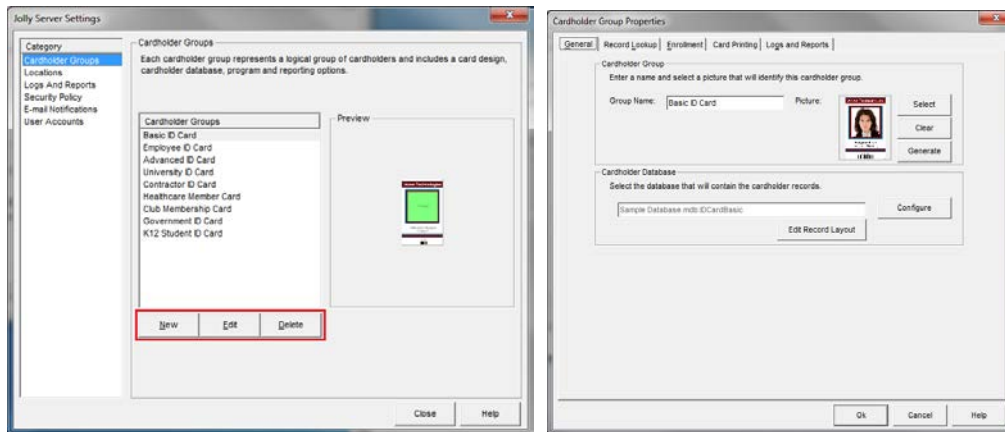 Jolly Server Settings
Category
Cardholder Groups
Locations
Logs And Reports
Security Policy
E-mail Notifications
User Accounts
Cardholder Groups
Each cardholder group represents a logical group of cardholders and includes a card design,
cardholder database, program and reporting options.
Cardholder Groups
Basic ID Card
Employee ID Card
Advanced ID Card
University ID Card
Contractor ID Card
Healthcare Member Card
Club Membership Card
Government ID Card
K12 Student ID Card
Preview
New Edit Delete
Close Help
Cardholder Group Properties
General Record Lookup Enrollment Card Printing Logs and Reports
Cardholder Group
Enter a name and select a picture that will identify this cardholder group.
Group Name: Basic ID Card Picture: Select
Clear
Generate
Cardholder Database
Select the database that will contain the cardholder records.
Sample Database.mdb:IDCardBasic Configure
Edit Record Layout
Ok Cancel Help